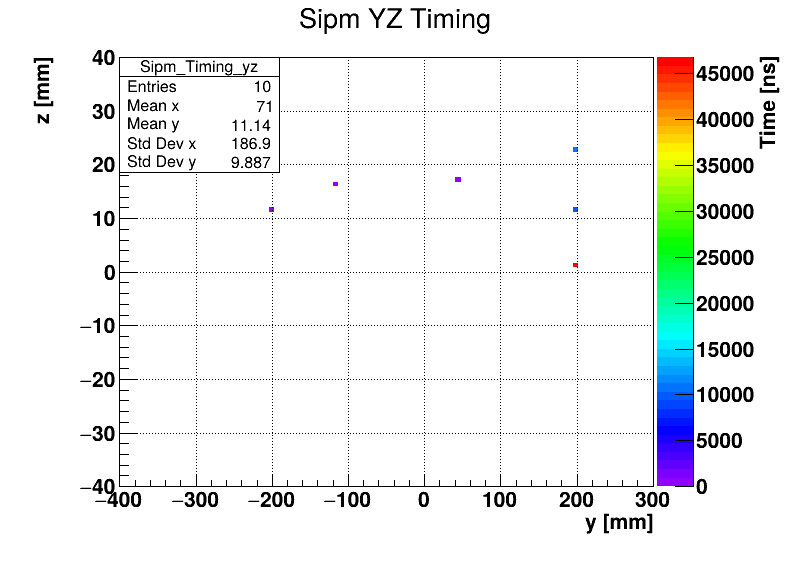 Sipm YZ Timing
z [mm]
Time [ns]
Sipm_Timing_yz
Entries 10
Mean x 71
Mean y 11.14
Std Dev x 186.9
Std Dev y 9.887
40
30
20
10
0
−10
−20
−30
−40
−400 −300 −200 −100 0 100 200 300
y [mm]
45000
40000
35000
30000
25000
20000
15000
10000
5000
0